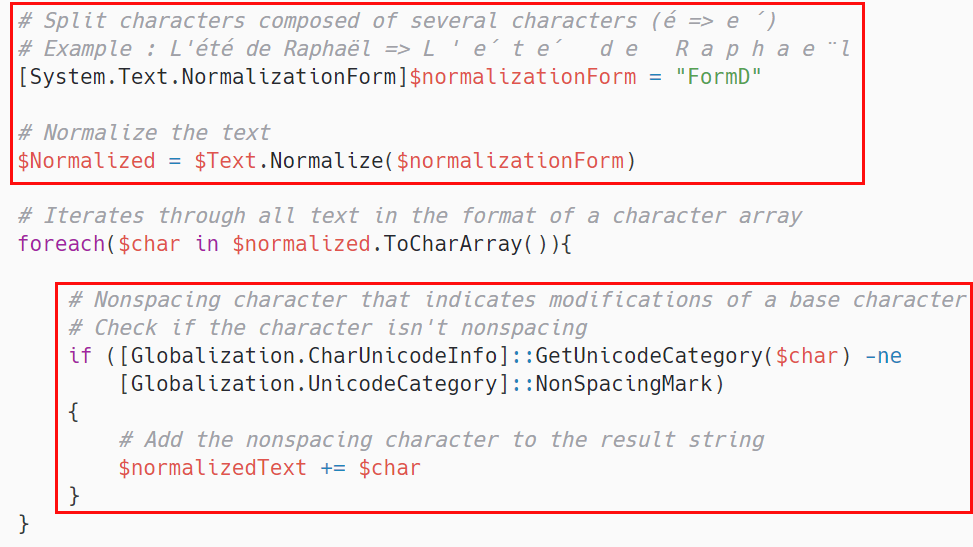 # Split characters composed of several characters (é => e ´)
# Example : L'été de Raphaël => L ' e´ t e´   d e   R a p h a e ¨ l
[System.Text.NormalizationForm]$normalizationForm = "FormD"
# Normalize the text
$Normalized = $Text.Normalize($normalizationForm)
# Iterates through all text in the format of a character array
foreach($char in $normalized.ToCharArray()){
# Nonspacing character that indicates modifications of a base character
# Check if the character isn't nonspacing
if ([Globalization.CharUnicodeInfo]::GetUnicodeCategory($char) -ne
[Globalization.UnicodeCategory]::NonSpacingMark)
{
# Add the nonspacing character to the result string
$normalizedText += $char
}
}